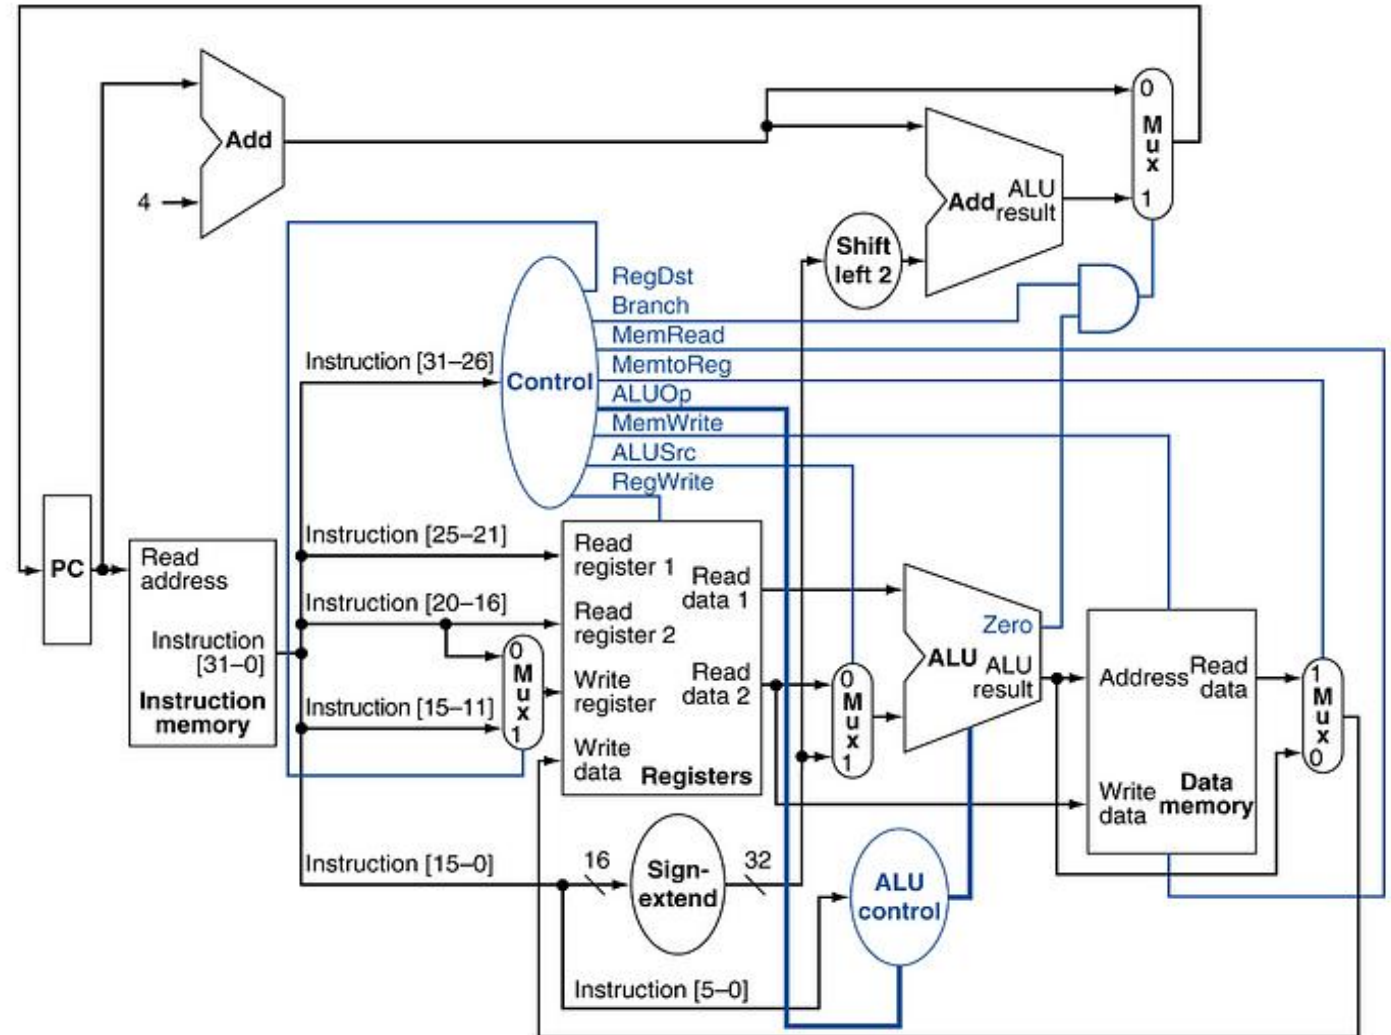 0
M
u
x
1
Add
4
Add
ALU
result
Shift
left 2
RegDst
Branch
MemRead
MemtoReg
ALUOp
MemWrite
ALUSrc
RegWrite
Control
Instruction [31–26]
PC
Read
address
Instruction
[31–0]
Instruction
memory
Instruction [25–21]
Instruction [20–16]
Instruction [15–11]
0
M
u
x
1
Read
register 1
Read
register 2
Write
register
Write
data
Read
data 1
Read
data 2
Registers
0
M
u
x
1
Zero
ALU
ALU
result
Address
Read
data
Write
data
Data
memory
1
M
u
x
0
Instruction [15–0]
16
Sign-
extend
32
ALU
control
Instruction [5–0]